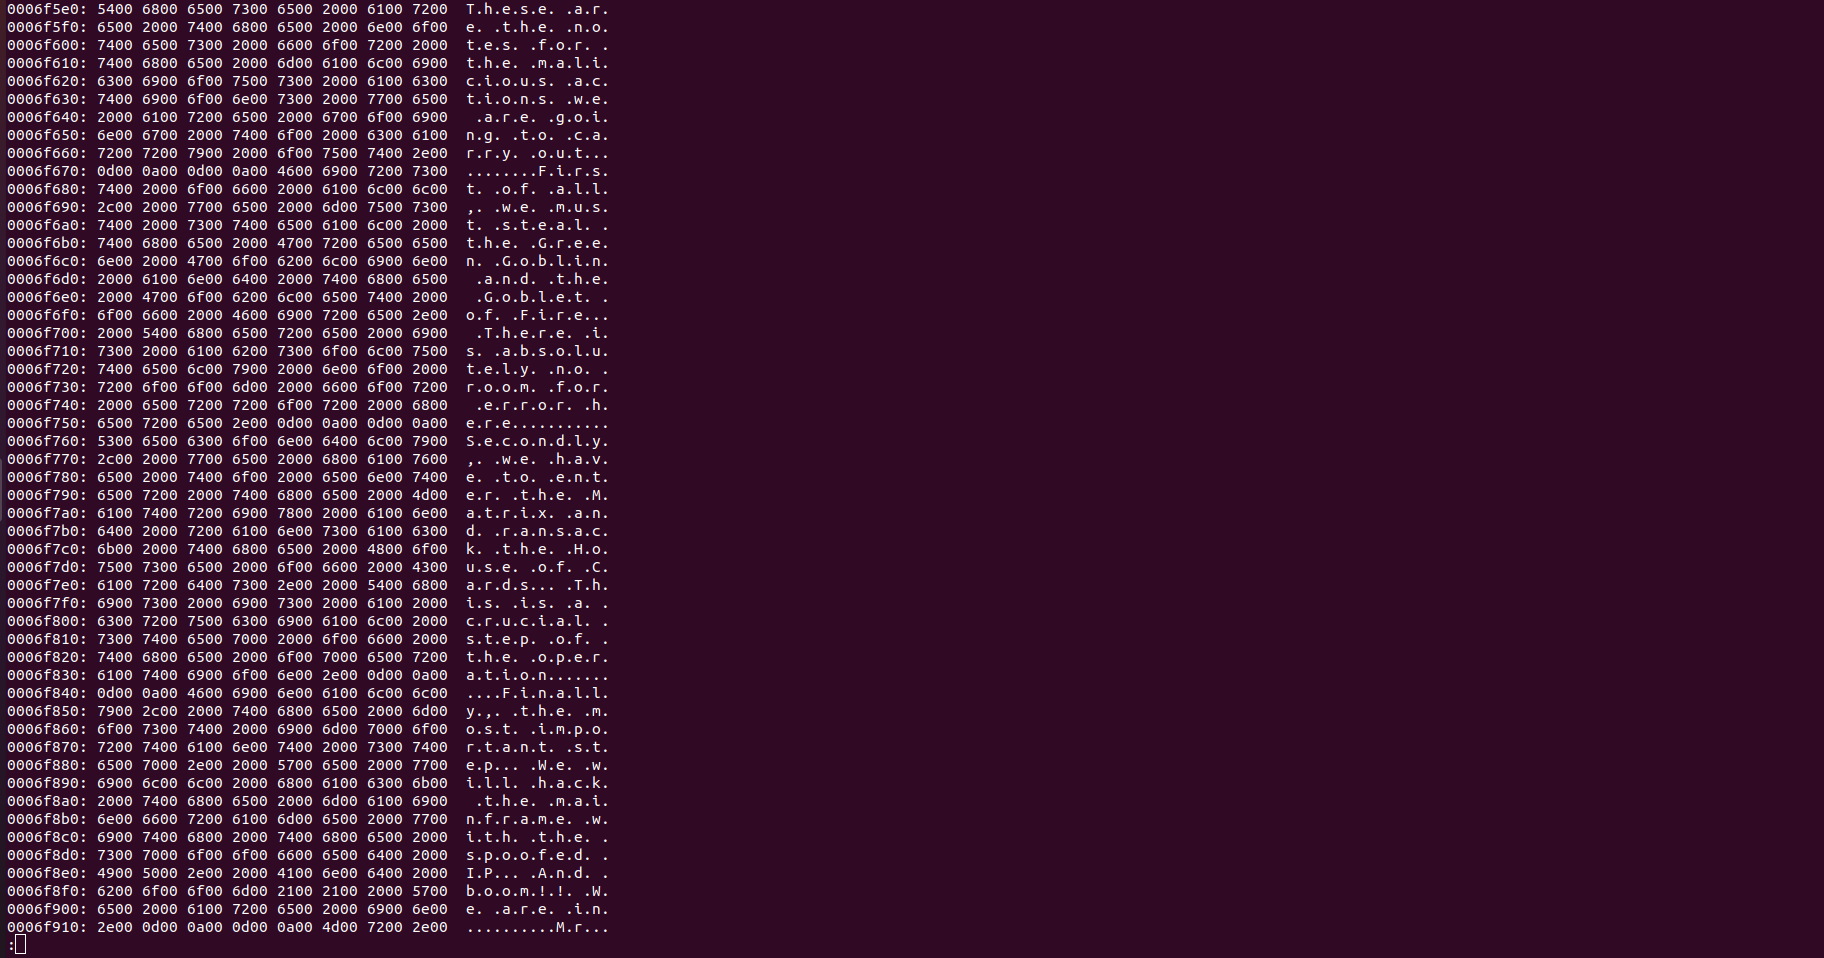 0006f5e0: 5400 6800 6500 7300 6500 2000 6100 7200  T.h.e.s.e. .a.r.
0006f5f0: 6500 2000 7400 6800 6500 2000 6e00 6f00  e. .t.h.e. .n.o.
0006f600: 7400 6500 7300 2000 6600 6f00 7200 2000  t.e.s. .f.o.r. .
0006f610: 7400 6800 6500 2000 6d00 6100 6c00 6900  t.h.e. .m.a.l.i.
0006f620: 6300 6900 6f00 7500 7300 2000 6100 6300  c.i.o.u.s. .a.c.
0006f630: 7400 6900 6f00 6e00 7300 2000 7700 6500  t.i.o.n.s. .w.e.
0006f640: 2000 6100 7200 6500 2000 6700 6f00 6900   .a.r.e. .g.o.i.
0006f650: 6e00 6700 2000 7400 6f00 2000 6300 6100  n.g. .t.o. .c.a.
0006f660: 7200 7200 7900 2000 6f00 7500 7400 2e00  r.r.y. .o.u.t...
0006f670: 0d00 0a00 0d00 0a00 4600 6900 7200 7300  ........F.i.r.s.
0006f680: 7400 2000 6f00 6600 2000 6100 6c00 6c00  t. .o.f. .a.l.l.
0006f690: 2c00 2000 7700 6500 2000 6d00 7500 7300  ,. .w.e. .m.u.s.
0006f6a0: 7400 2000 7300 7400 6500 6100 6c00 2000  t. .s.t.e.a.l. .
0006f6b0: 7400 6800 6500 2000 4700 7200 6500 6500  t.h.e. .G.r.e.e.
0006f6c0: 6e00 2000 4700 6f00 6200 6c00 6900 6e00  n. .G.o.b.l.i.n.
0006f6d0: 2000 6100 6e00 6400 2000 7400 6800 6500   .a.n.d. .t.h.e.
0006f6e0: 2000 4700 6f00 6200 6c00 6500 7400 2000   .G.o.b.l.e.t. .
0006f6f0: 6f00 6600 2000 4600 6900 7200 6500 2e00  o.f. .F.i.r.e...
0006f700: 2000 5400 6800 6500 7200 6500 2000 6900   .T.h.e.r.e. .i.
0006f710: 7300 2000 6100 6200 7300 6f00 6c00 7500  s. .a.b.s.o.l.u.
0006f720: 7400 6500 6c00 7900 2000 6e00 6f00 2000  t.e.l.y. .n.o. .
0006f730: 7200 6f00 6f00 6d00 2000 6600 6f00 7200  r.o.o.m. .f.o.r.
0006f740: 2000 6500 7200 7200 6f00 7200 2000 6800   .e.r.r.o.r. .h.
0006f750: 6500 7200 6500 2e00 0d00 0a00 0d00 0a00  e.r.e...........
0006f760: 5300 6500 6300 6f00 6e00 6400 6c00 7900  S.e.c.o.n.d.l.y.
0006f770: 2c00 2000 7700 6500 2000 6800 6100 7600  ,. .w.e. .h.a.v.
0006f780: 6500 2000 7400 6f00 2000 6500 6e00 7400  e. .t.o. .e.n.t.
0006f790: 6500 7200 2000 7400 6800 6500 2000 4d00  e.r. .t.h.e. .M.
0006f7a0: 6100 7400 7200 6900 7800 2000 6100 6e00  a.t.r.i.x. .a.n.
0006f7b0: 6400 2000 7200 6100 6e00 7300 6100 6300  d. .r.a.n.s.a.c.
0006f7c0: 6b00 2000 7400 6800 6500 2000 4800 6f00  k. .t.h.e. .H.o.
0006f7d0: 7500 7300 6500 2000 6f00 6600 2000 4300  u.s.e. .o.f. .C.
0006f7e0: 6100 7200 6400 7300 2e00 2000 5400 6800  a.r.d.s... .T.h.
0006f7f0: 6900 7300 2000 6900 7300 2000 6100 2000  i.s. .i.s. .a. .
0006f800: 6300 7200 7500 6300 6900 6100 6c00 2000  c.r.u.c.i.a.l. .
0006f810: 7300 7400 6500 7000 2000 6f00 6600 2000  s.t.e.p. .o.f. .
0006f820: 7400 6800 6500 2000 6f00 7000 6500 7200  t.h.e. .o.p.e.r.
0006f830: 6100 7400 6900 6f00 6e00 2e00 0d00 0a00  a.t.i.o.n.......
0006f840: 0d00 0a00 4600 6900 6e00 6100 6c00 6c00  ....F.i.n.a.l.l.
0006f850: 7900 2c00 2000 7400 6800 6500 2000 6d00  y.,. .t.h.e. .m.
0006f860: 6f00 7300 7400 2000 6900 6d00 7000 6f00  o.s.t. .i.m.p.o.
0006f870: 7200 7400 6100 6e00 7400 2000 7300 7400  r.t.a.n.t. .s.t.
0006f880: 6500 7000 2e00 2000 5700 6500 2000 7700  e.p... .W.e. .w.
0006f890: 6900 6c00 6c00 2000 6800 6100 6300 6b00  i.l.l. .h.a.c.k.
0006f8a0: 2000 7400 6800 6500 2000 6d00 6100 6900   .t.h.e. .m.a.i.
0006f8b0: 6e00 6600 7200 6100 6d00 6500 2000 7700  n.f.r.a.m.e. .w.
0006f8c0: 6900 7400 6800 2000 7400 6800 6500 2000  i.t.h. .t.h.e. .
0006f8d0: 7300 7000 6f00 6f00 6600 6500 6400 2000  s.p.o.o.f.e.d. .
0006f8e0: 4900 5000 2e00 2000 4100 6e00 6400 2000  I.P... .A.n.d. .
0006f8f0: 6200 6f00 6f00 6d00 2100 2100 2000 5700  b.o.o.m.!.!. .W.
0006f900: 6500 2000 6100 7200 6500 2000 6900 6e00  e. .a.r.e. .i.n.
0006f910: 2e00 0d00 0a00 0d00 0a00 4d00 7200 2e00  ..........M.r...
: